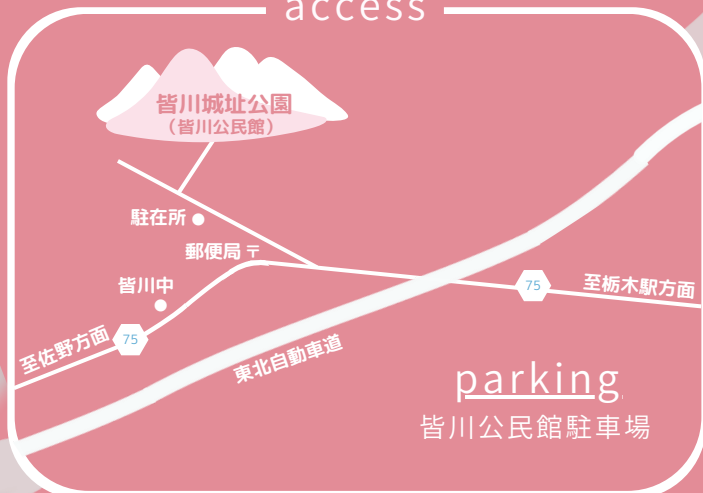 access
皆川城址公園
（皆川公民館）
駐在所
郵便局〒
皆川中
75
至栃木駅方面
至佐野方面
75
東北自動車道
parking
皆川公民館駐車場